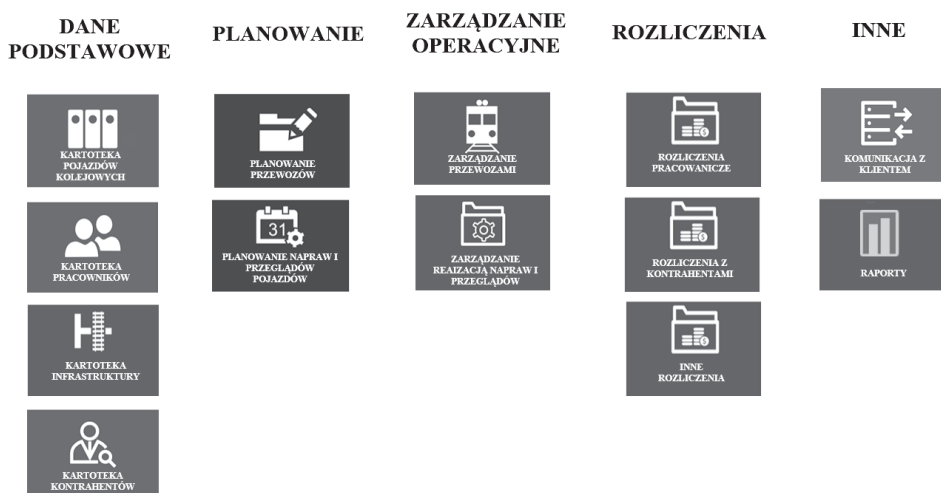 DANE
PODSTAWOWE
KARTOTEKA
POJAZDÓW
KOLEJOWYCH
KARTOTEKA
PRACOWNIKÓW
KARTOTEKA
INFRASTRUKTURY
KARTOTEKA
KONTRAHENTÓW
PLANOWANIE
PLANOWANIE
PRZEWOZÓW
31
PLANOWANIE NAPRAW I
PRZEGLĄDÓW
POJAZDÓW
ZARZĄDZANIE
OPERACYJNE
ZARZĄDZANIE
PRZEWOZAMI
ZARZĄDZANIE
REAIZACJĄ NAPRAW I
PRZEGLĄDÓW
ROZLICZENIA
ROZLICZENIA
PRACOWANICZE
ROZLICZENIA Z
KONTRAHENTAMI
INNE
ROZLICZENIA
INNE
KOMUNIKACJA Z
KLIENTEM
RAPORTY